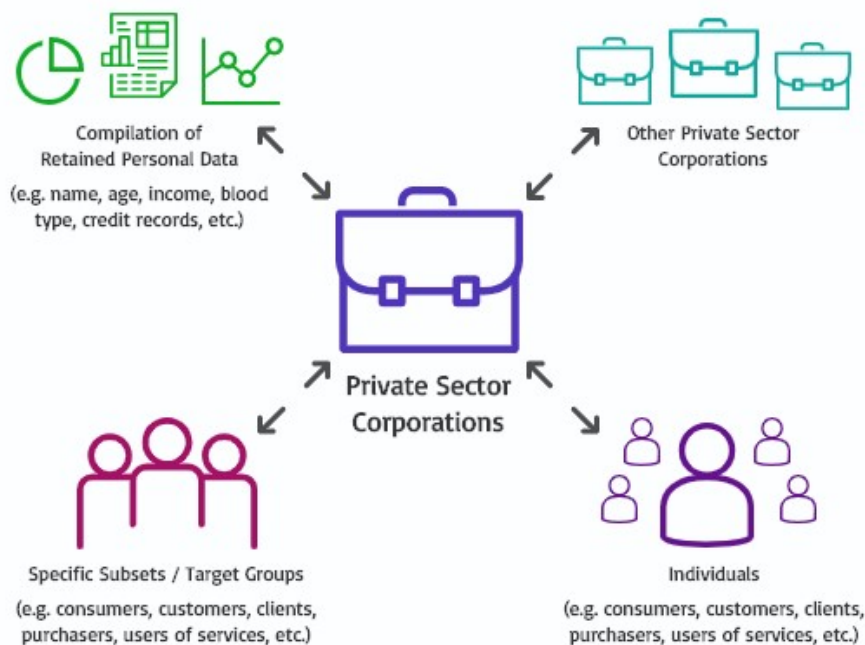 Compilation of
Retained Personal Data
(e.g. name, age, income, blood
type, credit records, etc.)
Other Private Sector
Corporations
Private Sector
Corporations
Specific Subsets / Target Groups
(e.g. consumers, customers, clients,
purchasers, users of services, etc.)
Individuals
(e.g. consumers, customers, clients,
purchasers, users of services, etc.)